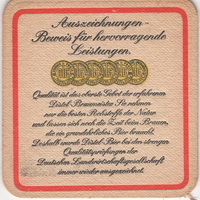 Auszeichnungen -
Beweis für hervorragende
Leistungen.
Qualität ist das oberste Gebot der erfahrenen
Distel Braumeister. Sie nehmen
nur die besten Rohstoffe der Natur
und lassen sich noch die Zeit beim Brauen,
die ein grundehrliches Bier braucht.
Deshalb wurde Distel Bier bei den strengen
Qualitätsprüfungen der
Deutschen Landwirtschaftsgesellschaft
immer wieder ausgezeichnet.